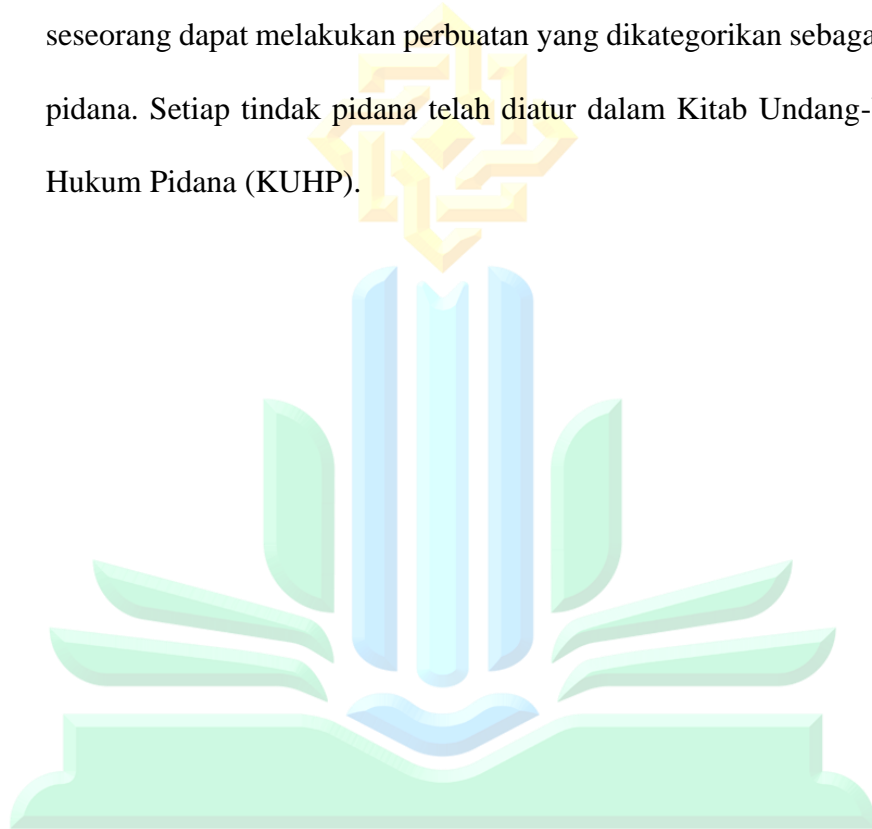 seseorang dapat melakukan perbuatan yang dikategorikan sebaga
pidana. Setiap tindak pidana telah diatur dalam Kitab Undang-
Hukum Pidana (KUHP).